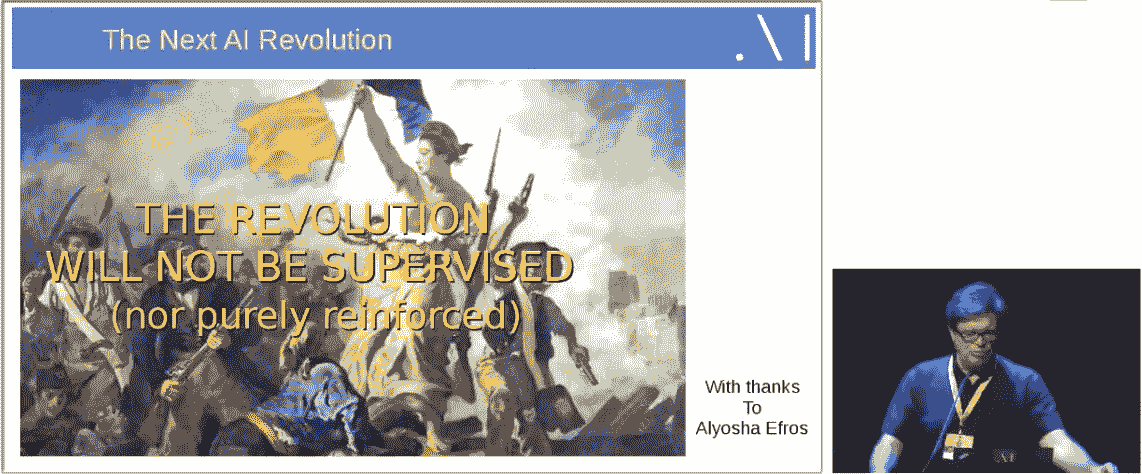 The Next AI Revolution
THE REVOLUTION
WILL NOT BE SUPERVISED
(nor purely reinforced)
With thanks
To
Alyosha Efros